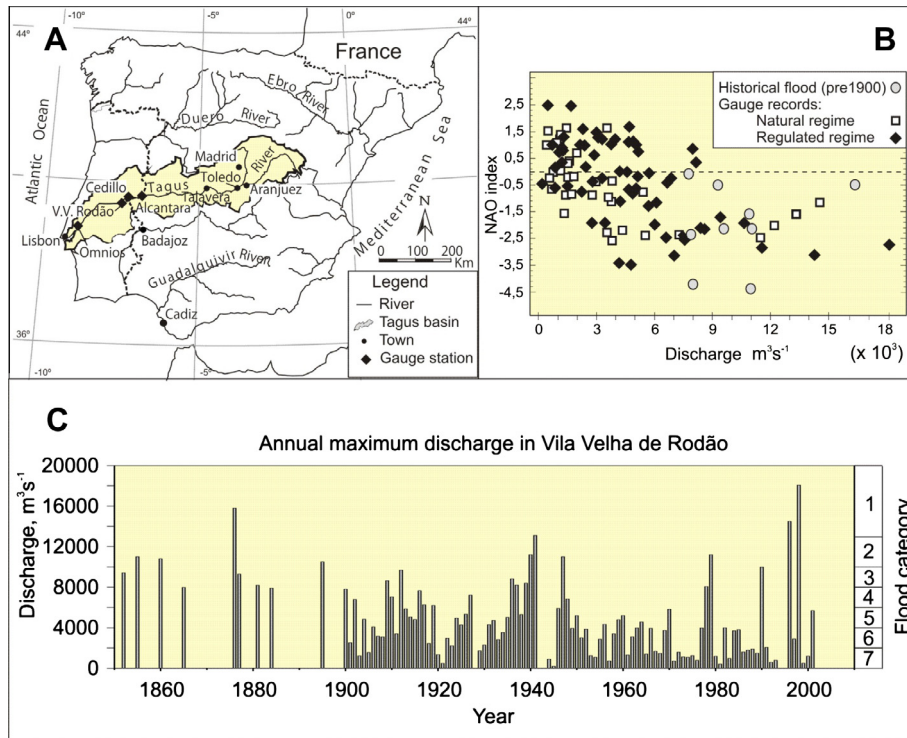 -10°
-5°
0°
44°
44°
A
France
Ebro River
Duero River
Atlantic Ocean
Mediterranean Sea
Madrid
River
Cedillo
Tagus
Toledo
Aranjuez
Talavera
V.V. Rodão
Alcantara
Lisbon
Omnios
Badajoz
Guadalquivir River
Cadiz
N
0 100 200
Km
Legend
River
Tagus basin
Town
Gauge station
36°
-10°
-5°
B
Historical flood (pre1900)
Gauge records:
Natural regime
Regulated regime
NAO index
2,5
1,5
0,5
-0,5
-1,5
-2,5
-3,5
-4,5
0 3 6 9 12 15 18
Discharge m³s⁻¹ (x 10³)
C
Annual maximum discharge in Vila Velha de Rodão
Discharge, m³s⁻¹
20000
16000
12000
8000
4000
0
1860 1880 1900 1920 1940 1960 1980 2000
Year
1
2
3
4
5
6
7
Flood category